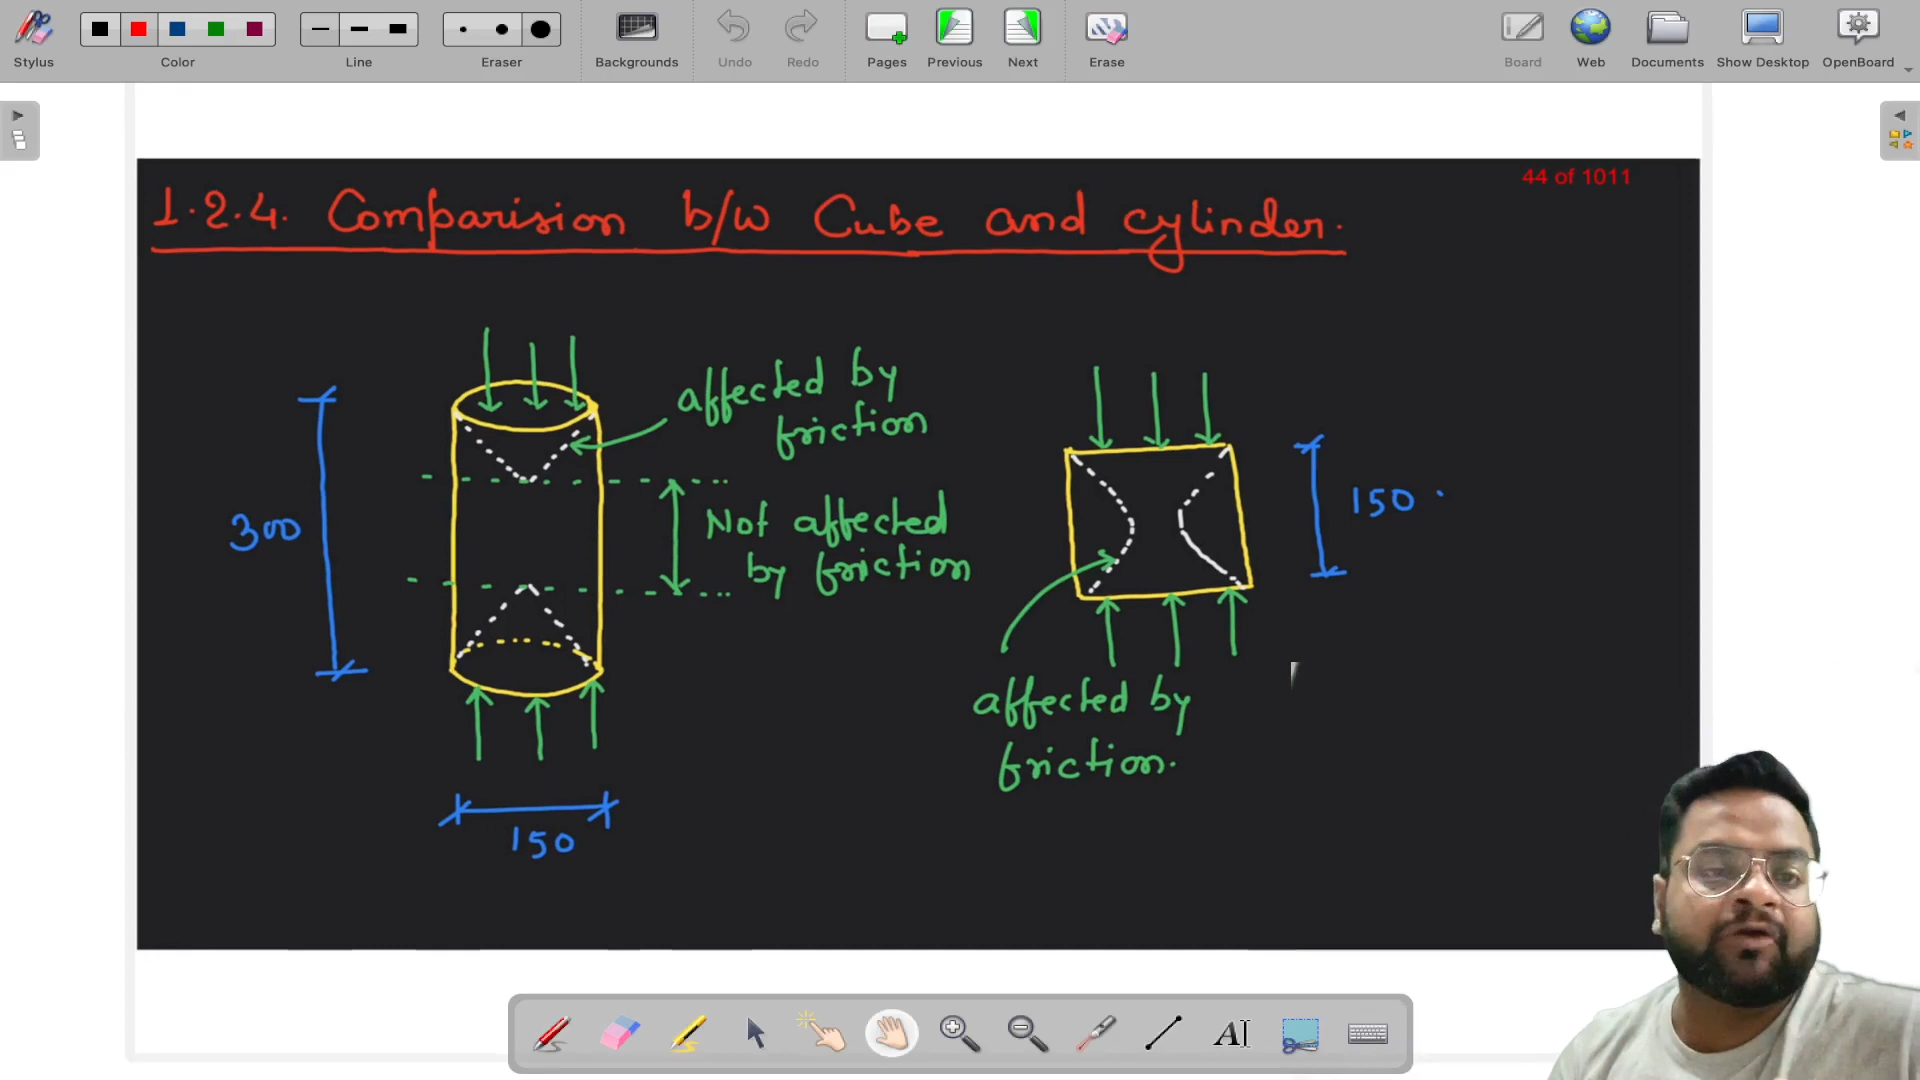 Stylus
Color
Line
Eraser
Backgrounds
Undo
Redo
Pages
Previous
Next
Erase
Board
Web
Documents
Show Desktop
OpenBoard
44 of 1011
1.2.4. Comparision b/w Cube and cylinder.
affected by
friction
300
Not affected
by friction
150
150
affected by
friction.
AI